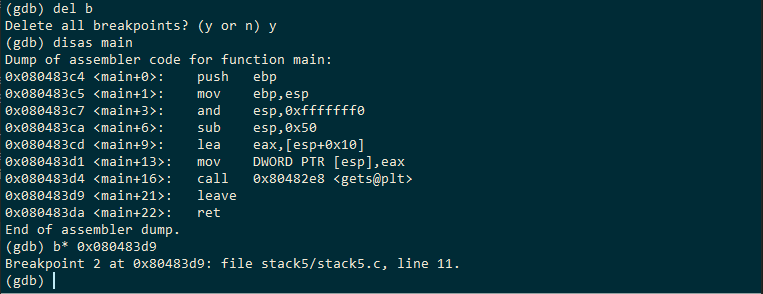 (gdb) del b
Delete all breakpoints? (y or n) y
(gdb) disas main
Dump of assembler code for function main:
0x080483c4 <main+0>:    push   ebp
0x080483c5 <main+1>:    mov    ebp,esp
0x080483c7 <main+3>:    and    esp,0xfffffff0
0x080483ca <main+6>:    sub    esp,0x50
0x080483cd <main+9>:    lea    eax,[esp+0x10]
0x080483d1 <main+13>:   mov    DWORD PTR [esp],eax
0x080483d4 <main+16>:   call   0x80482e8 <gets@plt>
0x080483d9 <main+21>:   leave
0x080483da <main+22>:   ret
End of assembler dump.
(gdb) b* 0x080483d9
Breakpoint 2 at 0x80483d9: file stack5/stack5.c, line 11.
(gdb)